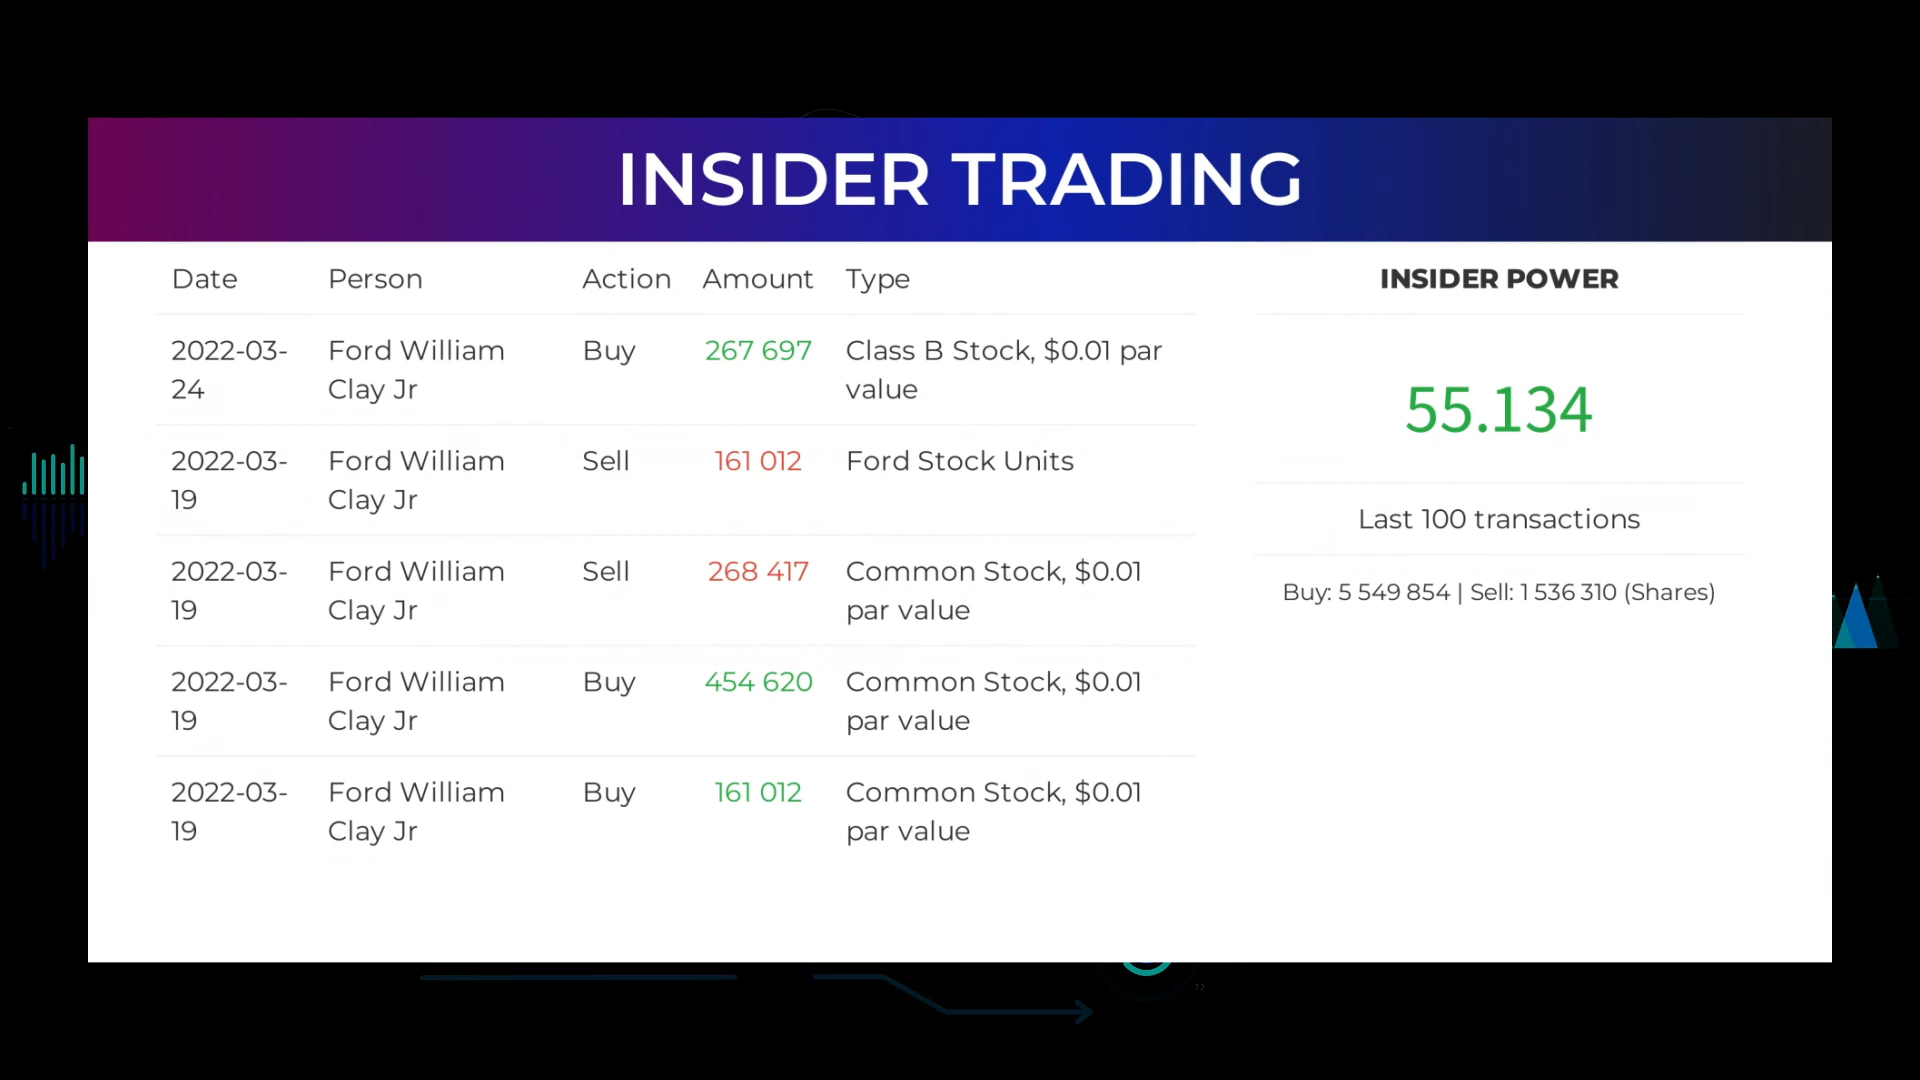 INSIDER TRADING
Date Person Action Amount Type
2022-03- Ford William Buy 267 697 Class B Stock, $0.01 par
24 Clay Jr value
2022-03- Ford William Sell 161 012 Ford Stock Units
19 Clay Jr
2022-03- Ford William Sell 268 417 Common Stock, $0.01
19 Clay Jr par value
2022-03- Ford William Buy 454 620 Common Stock, $0.01
19 Clay Jr par value
2022-03- Ford William Buy 161 012 Common Stock, $0.01
19 Clay Jr par value
INSIDER POWER
55.134
Last 100 transactions
Buy: 5 549 854 | Sell: 1 536 310 (Shares)
72